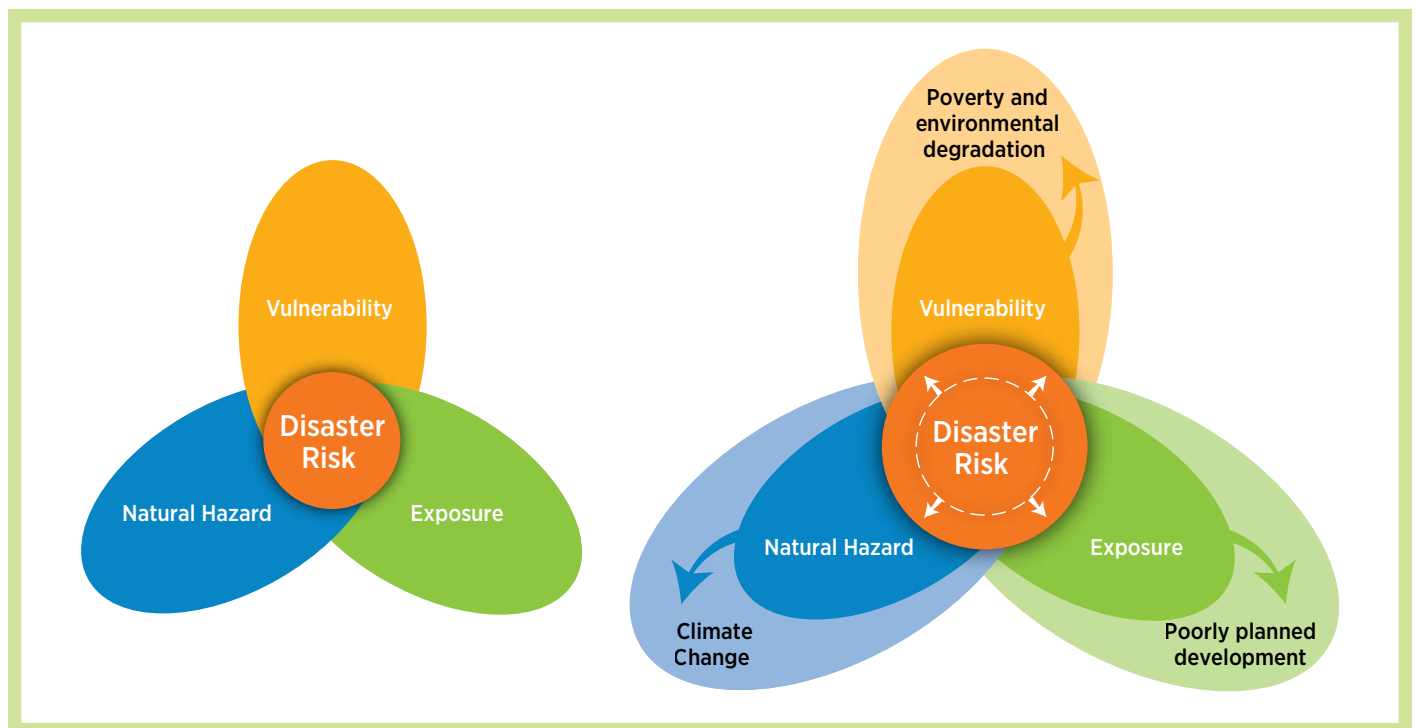 Vulnerability
Disaster
Risk
Natural Hazard
Exposure
Poverty and
environmental
degradation
Vulnerability
Disaster
Risk
Natural Hazard
Exposure
Climate
Change
Poorly planned
development